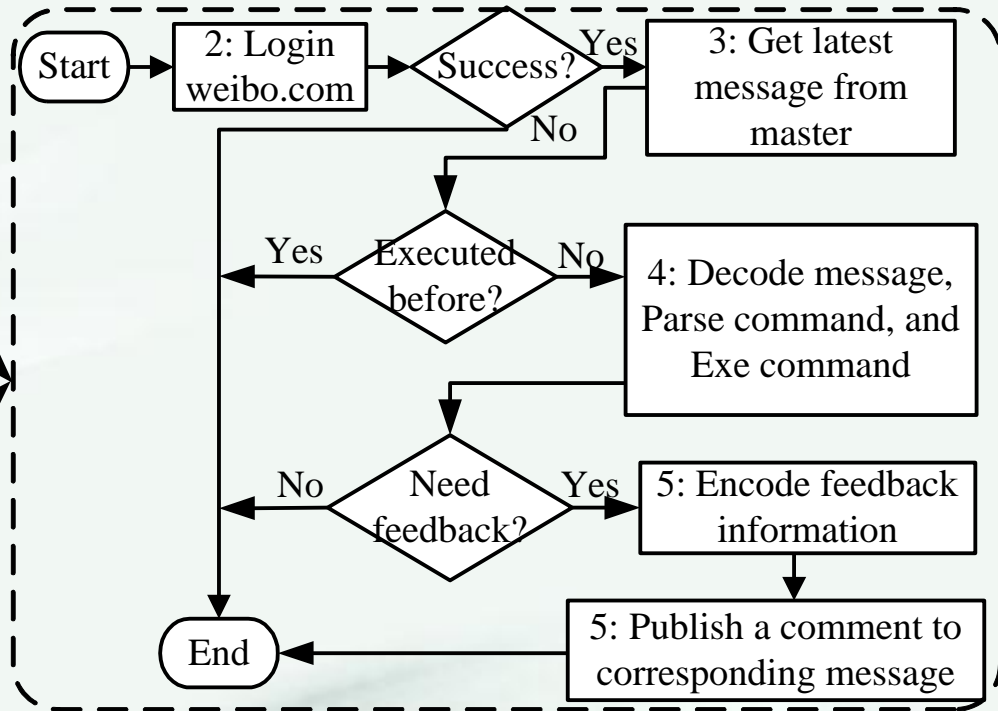 Start
2: Login
weibo.com
Success?
Yes
3: Get latest
message from
master
No
Yes
Executed
before?
No
4: Decode message,
Parse command, and
Exe command
No
Need
feedback?
Yes
5: Encode feedback
information
End
5: Publish a comment to
corresponding message